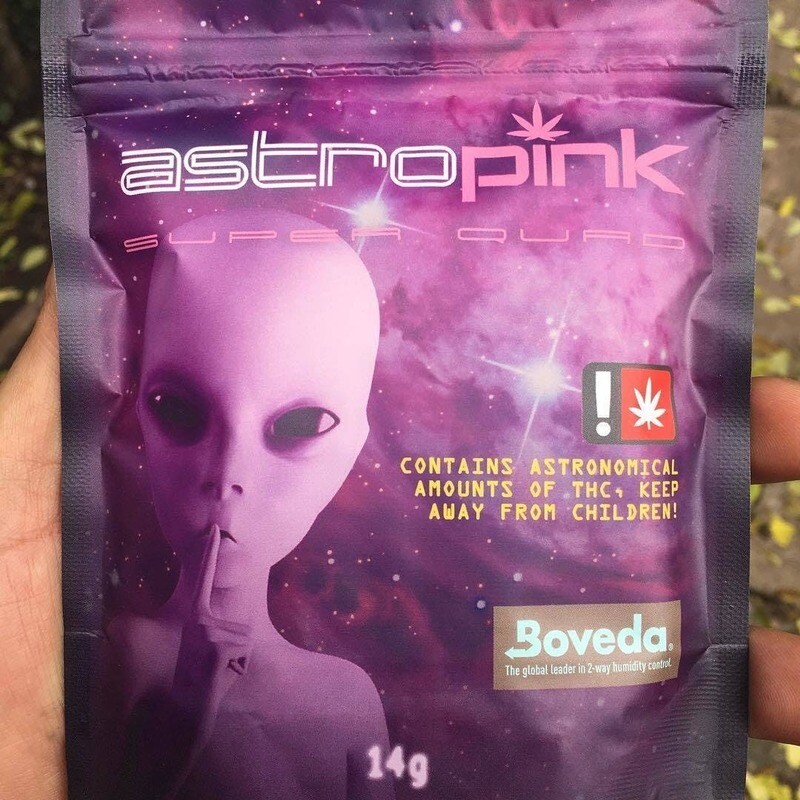 astropink
SUPER QUAD
!
CONTAINS ASTRONOMICAL
AMOUNTS OF THC, KEEP
AWAY FROM CHILDREN!
Boveda®
The global leader in 2-way humidity control.
14g